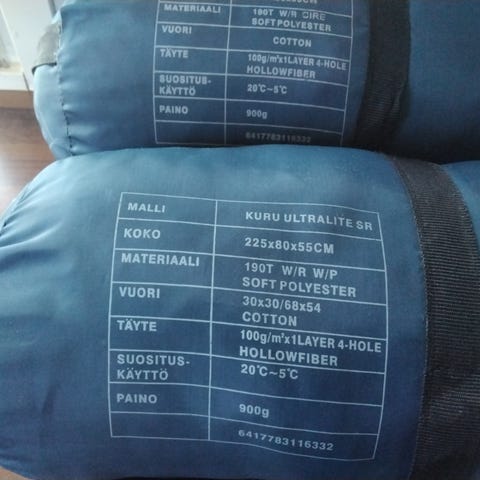 MATERIAALI 190T W/R CIRE
SOFT POLYESTER
VUORI COTTON
TÄYTE 100g/m²x1LAYER 4-HOLE
HOLLOWFIBER
SUOSITUS-
KÄYTTÖ 20°C~5°C
PAINO 900g
6417783116332
MALLI KURU ULTRALITE SR
KOKO 225x80x55CM
MATERIAALI 190T W/R W/P
SOFT POLYESTER
VUORI 30x30/68x54
COTTON
TÄYTE 100g/m²x1LAYER 4-HOLE
HOLLOWFIBER
SUOSITUS-
KÄYTTÖ 20°C~5°C
PAINO 900g
6417783116332